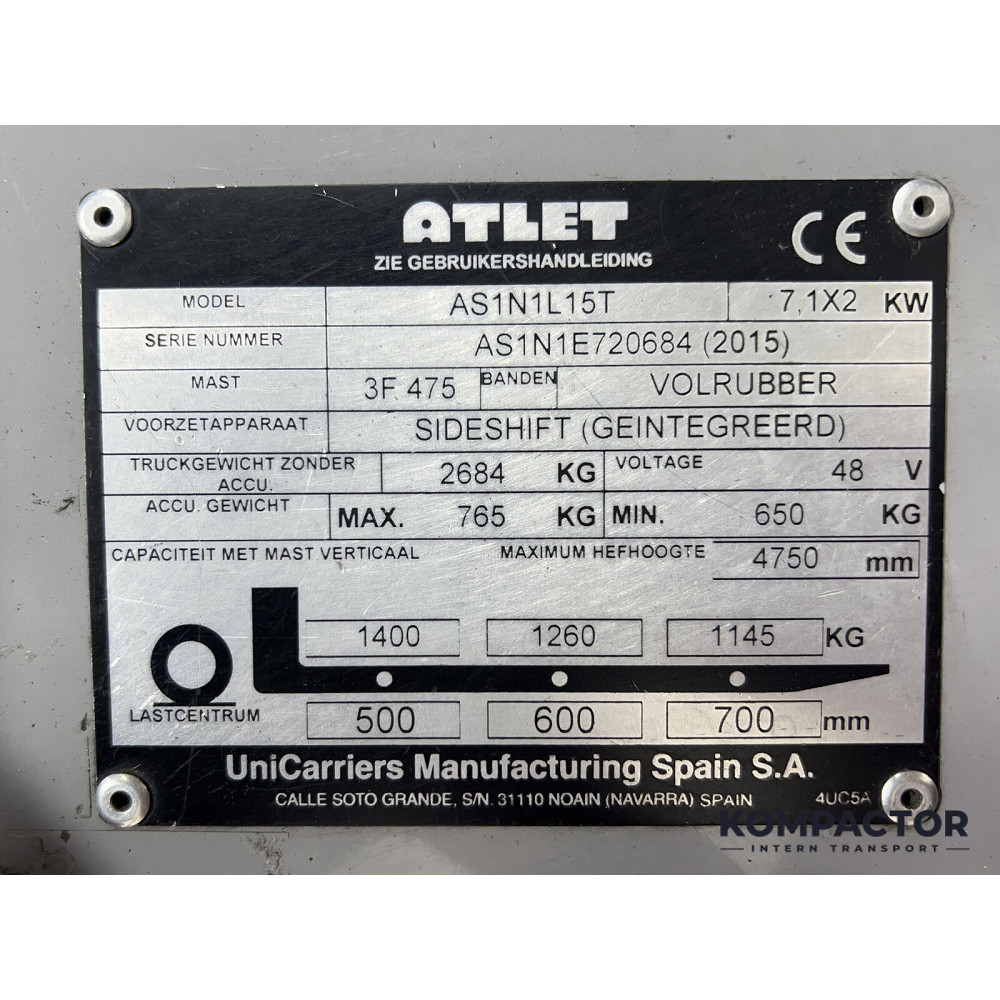 ATLET
CE
ZIE GEBRUIKERSHANDLEIDING
MODEL AS1N1L15T 7,1X2 KW
SERIE NUMMER AS1N1E720684 (2015)
MAST 3F 475 BANDEN VOLRUBBER
VOORZETAPPARAAT SIDESHIFT (GEINTEGREERD)
TRUCKGEWICHT ZONDER
ACCU. 2684 KG VOLTAGE 48 V
ACCU. GEWICHT MAX. 765 KG MIN. 650 KG
CAPACITEIT MET MAST VERTICAAL MAXIMUM HEFHOOGTE 4750 mm
1400 1260 1145 KG
LASTCENTRUM 500 600 700 mm
UniCarriers Manufacturing Spain S.A.
CALLE SOTO GRANDE, S/N. 31110 NOAIN (NAVARRA) SPAIN 4UC5A
KOMPACTOR
INTERN TRANSPORT